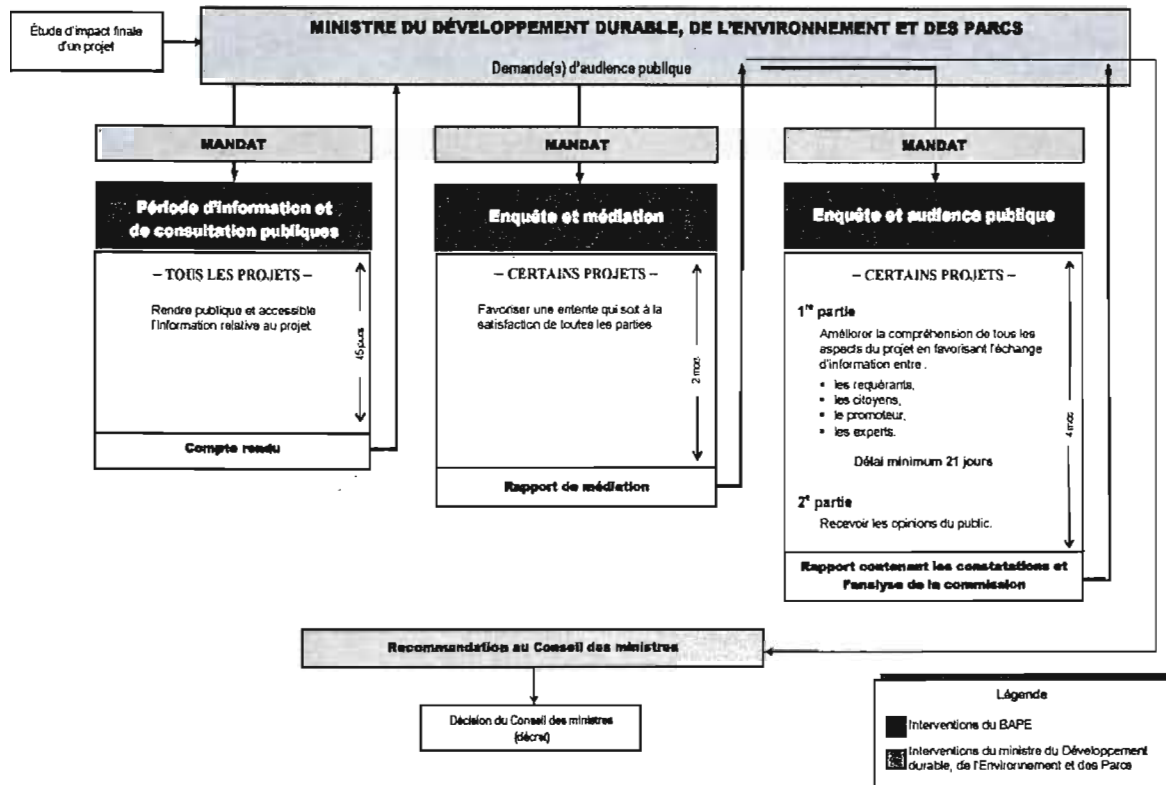 Étude d'impact finale
d'un projet
MINISTRE DU DÉVELOPPEMENT DURABLE, DE L'ENVIRONNEMENT ET DES PARCS
Demande(s) d'audience publique
MANDAT
Période d'information et
de consultation publiques
– TOUS LES PROJETS –
Rendre publique et accessible
l'information relative au projet.
45 jours
Compte rendu
MANDAT
Enquête et médiation
– CERTAINS PROJETS –
Favoriser une entente qui soit à la
satisfaction de toutes les parties
2 mois
Rapport de médiation
MANDAT
Enquête et audience publique
– CERTAINS PROJETS –
1re partie
Améliorer la compréhension de tous les
aspects du projet en favorisant l'échange
d'information entre :
▪ les requérants,
▪ les citoyens,
▪ le promoteur,
▪ les experts.
Délai minimum 21 jours
2e partie
Recevoir les opinions du public.
4 mois
Rapport contenant les constatations et
l'analyse de la commission
Recommandation au Conseil des ministres
Décision du Conseil des ministres
(décret)
Légende
Interventions du BAPE
Interventions du ministre du Développement
durable, de l'Environnement et des Parcs